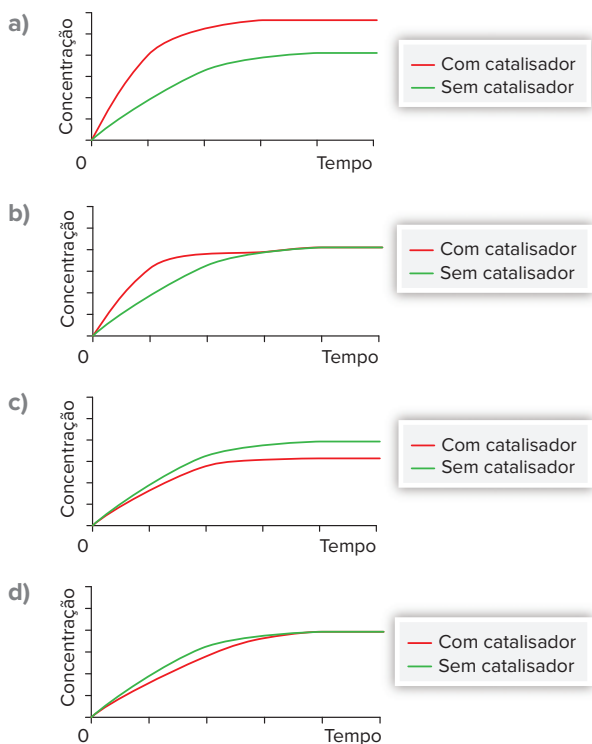 a)
Concentração
0
Tempo
Com catalisador
Sem catalisador
b)
Concentração
0
Tempo
Com catalisador
Sem catalisador
c)
Concentração
0
Tempo
Com catalisador
Sem catalisador
d)
Concentração
0
Tempo
Com catalisador
Sem catalisador